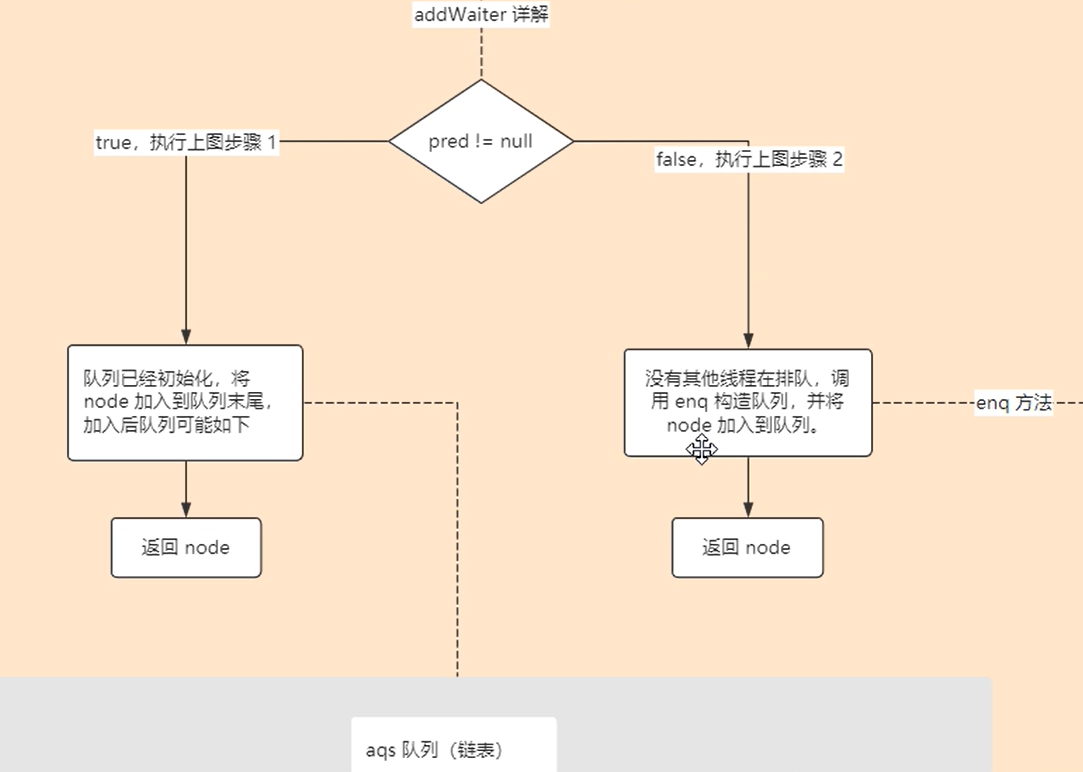 addWaiter 详解
pred != null
true，执行上图步骤 1
false，执行上图步骤 2
队列已经初始化，将
node 加入到队列末尾，
加入后队列可能如下
没有其他线程在排队，调
用 enq 构造队列，并将
node 加入到队列。
enq 方法
返回 node
返回 node
aqs 队列（链表）